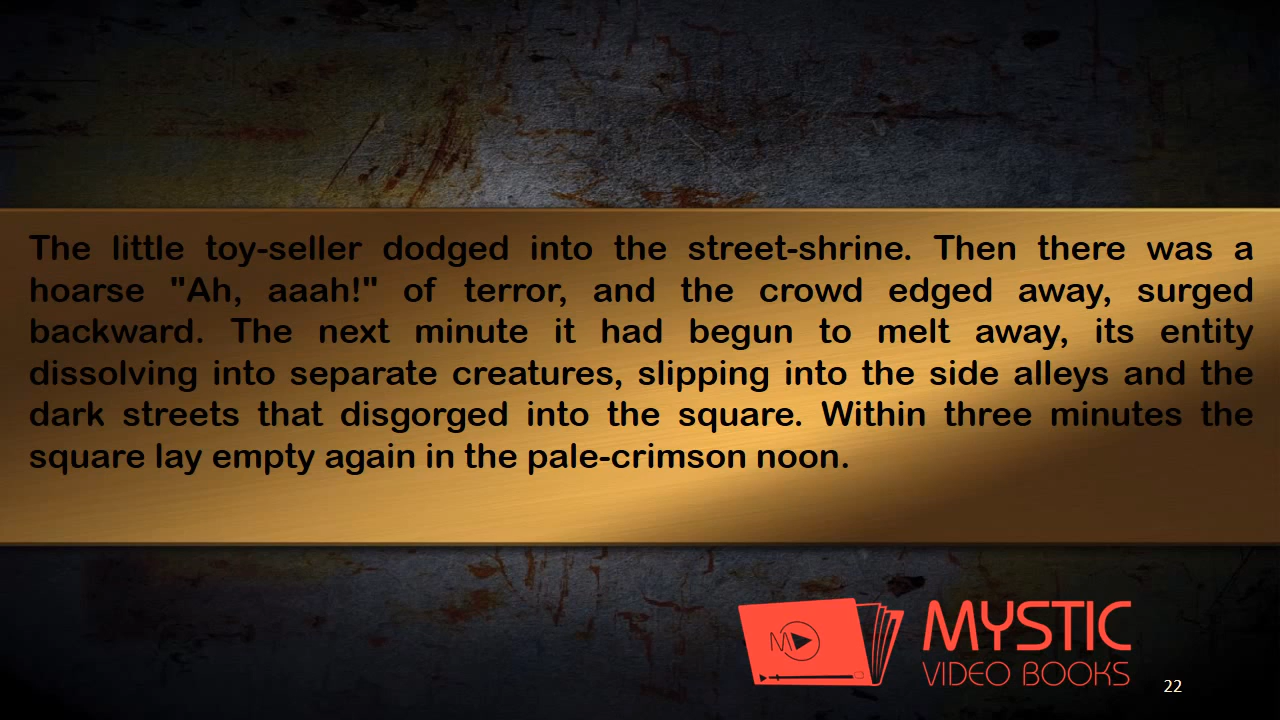 The little toy-seller dodged into the street-shrine. Then there was a
hoarse "Ah, aaah!" of terror, and the crowd edged away, surged
backward. The next minute it had begun to melt away, its entity
dissolving into separate creatures, slipping into the side alleys and the
dark streets that disgorged into the square. Within three minutes the
square lay empty again in the pale-crimson noon.
M
MYSTIC
VIDEO BOOKS
22